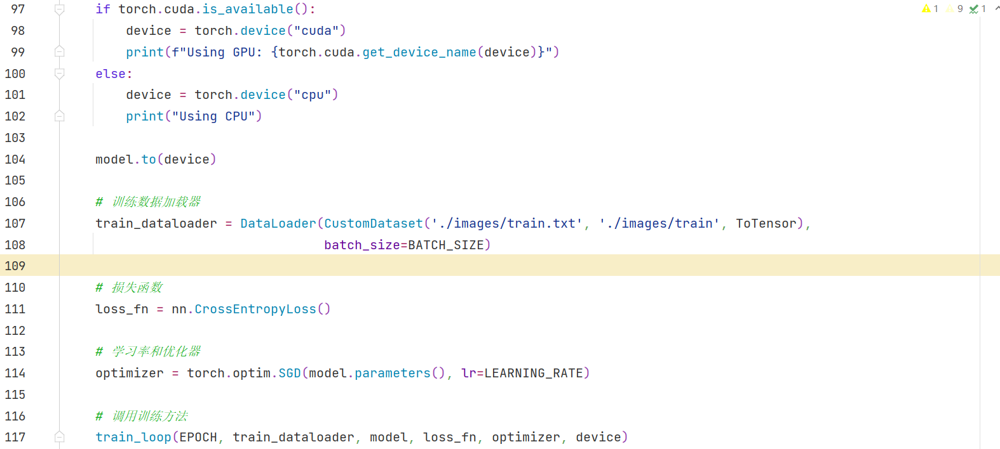 97 if torch.cuda.is_available():
1 9 1
98 device = torch.device("cuda")
99 print(f"Using GPU: {torch.cuda.get_device_name(device)}")
100 else:
101 device = torch.device("cpu")
102 print("Using CPU")
103
104 model.to(device)
105
106 # 训练数据加载器
107 train_dataloader = DataLoader(CustomDataset('./images/train.txt', './images/train', ToTensor),
108 batch_size=BATCH_SIZE)
109
110 # 损失函数
111 loss_fn = nn.CrossEntropyLoss()
112
113 # 学习率和优化器
114 optimizer = torch.optim.SGD(model.parameters(), lr=LEARNING_RATE)
115
116 # 调用训练方法
117 train_loop(EPOCH, train_dataloader, model, loss_fn, optimizer, device)